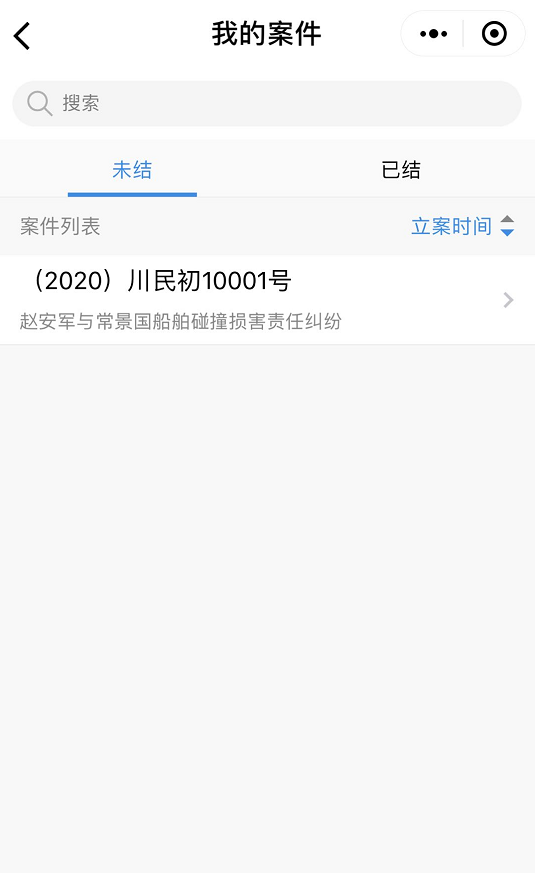 我的案件
搜索
未结 已结
案件列表 立案时间
（2020）川民初10001号
赵安军与常景国船舶碰撞损害责任纠纷